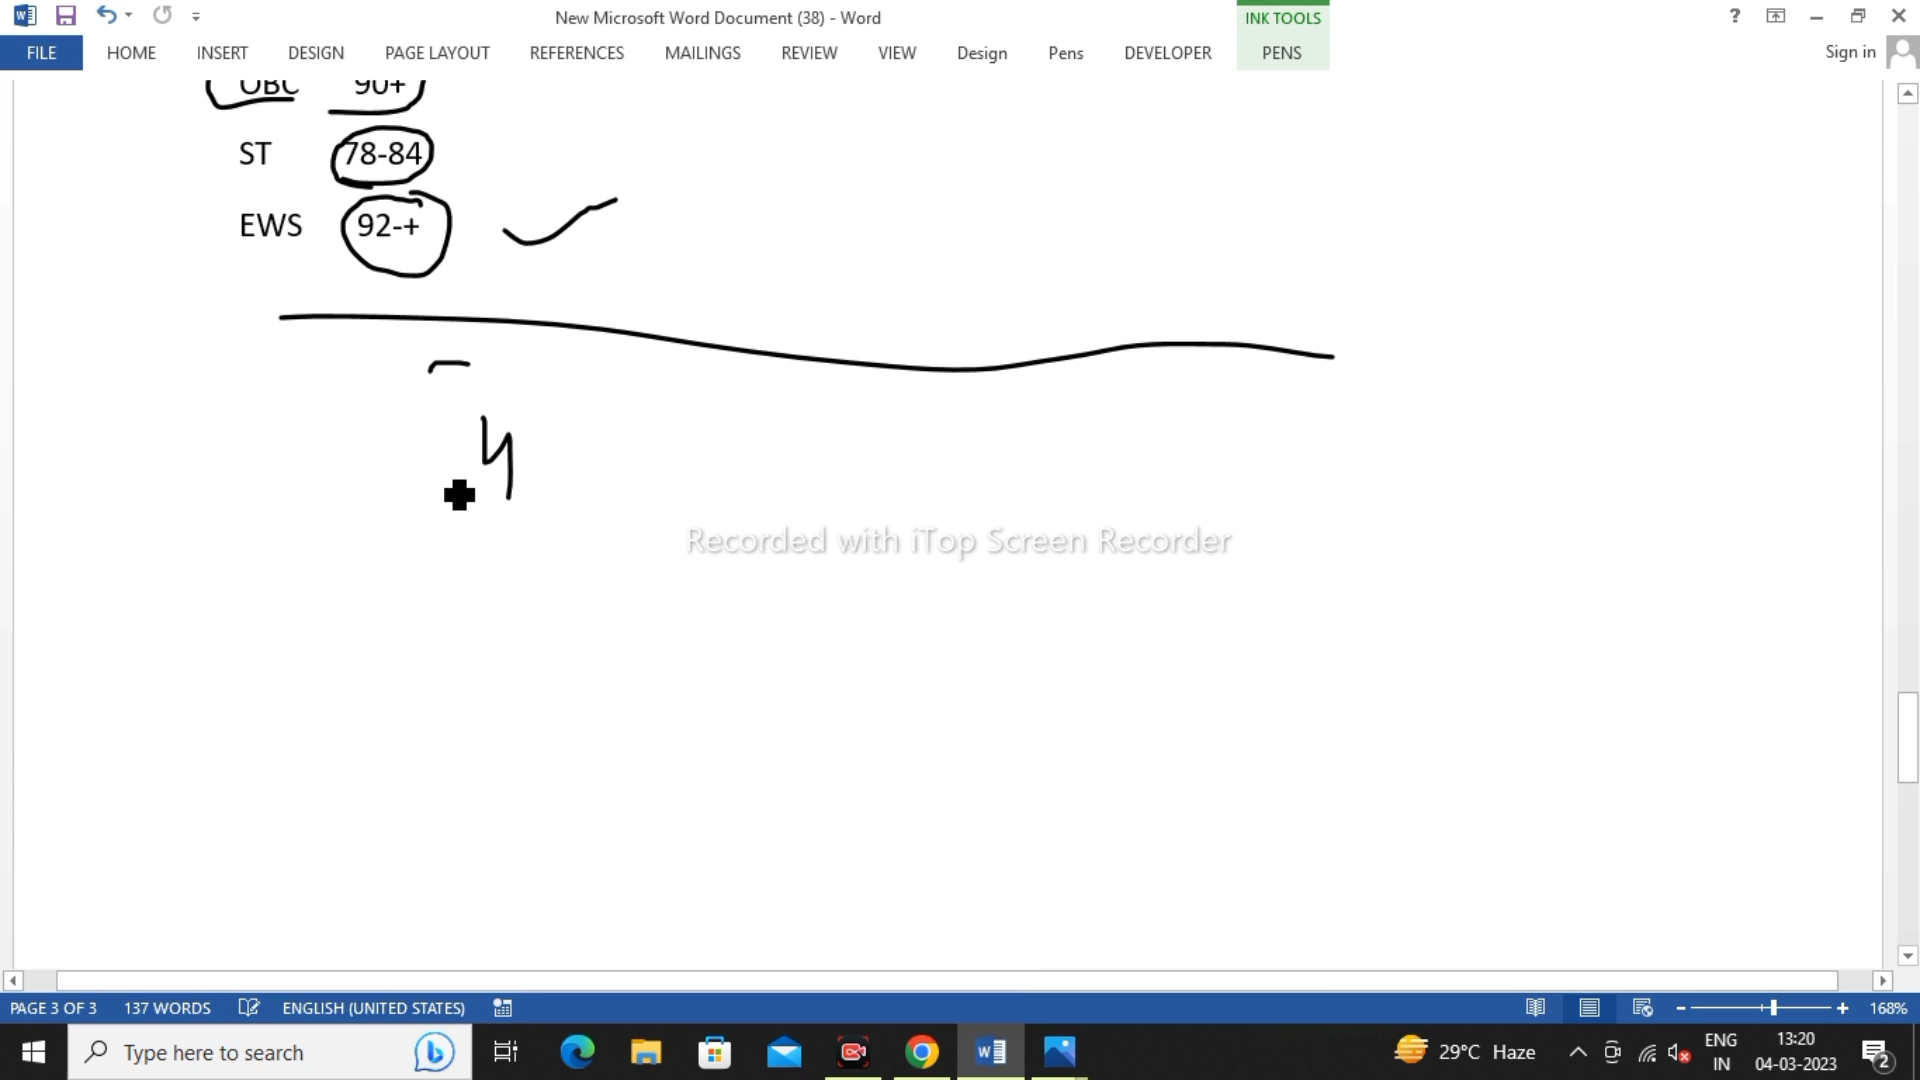 New Microsoft Word Document (38) - Word
INK TOOLS
?
FILE HOME INSERT DESIGN PAGE LAYOUT REFERENCES MAILINGS REVIEW VIEW Design Pens DEVELOPER PENS
Sign in
OBC 90+
ST 78-84
EWS 92-+
Recorded with iTop Screen Recorder
PAGE 3 OF 3 137 WORDS ENGLISH (UNITED STATES) 168%
Type here to search
29°C Haze
ENG
IN
13:20
04-03-2023
2